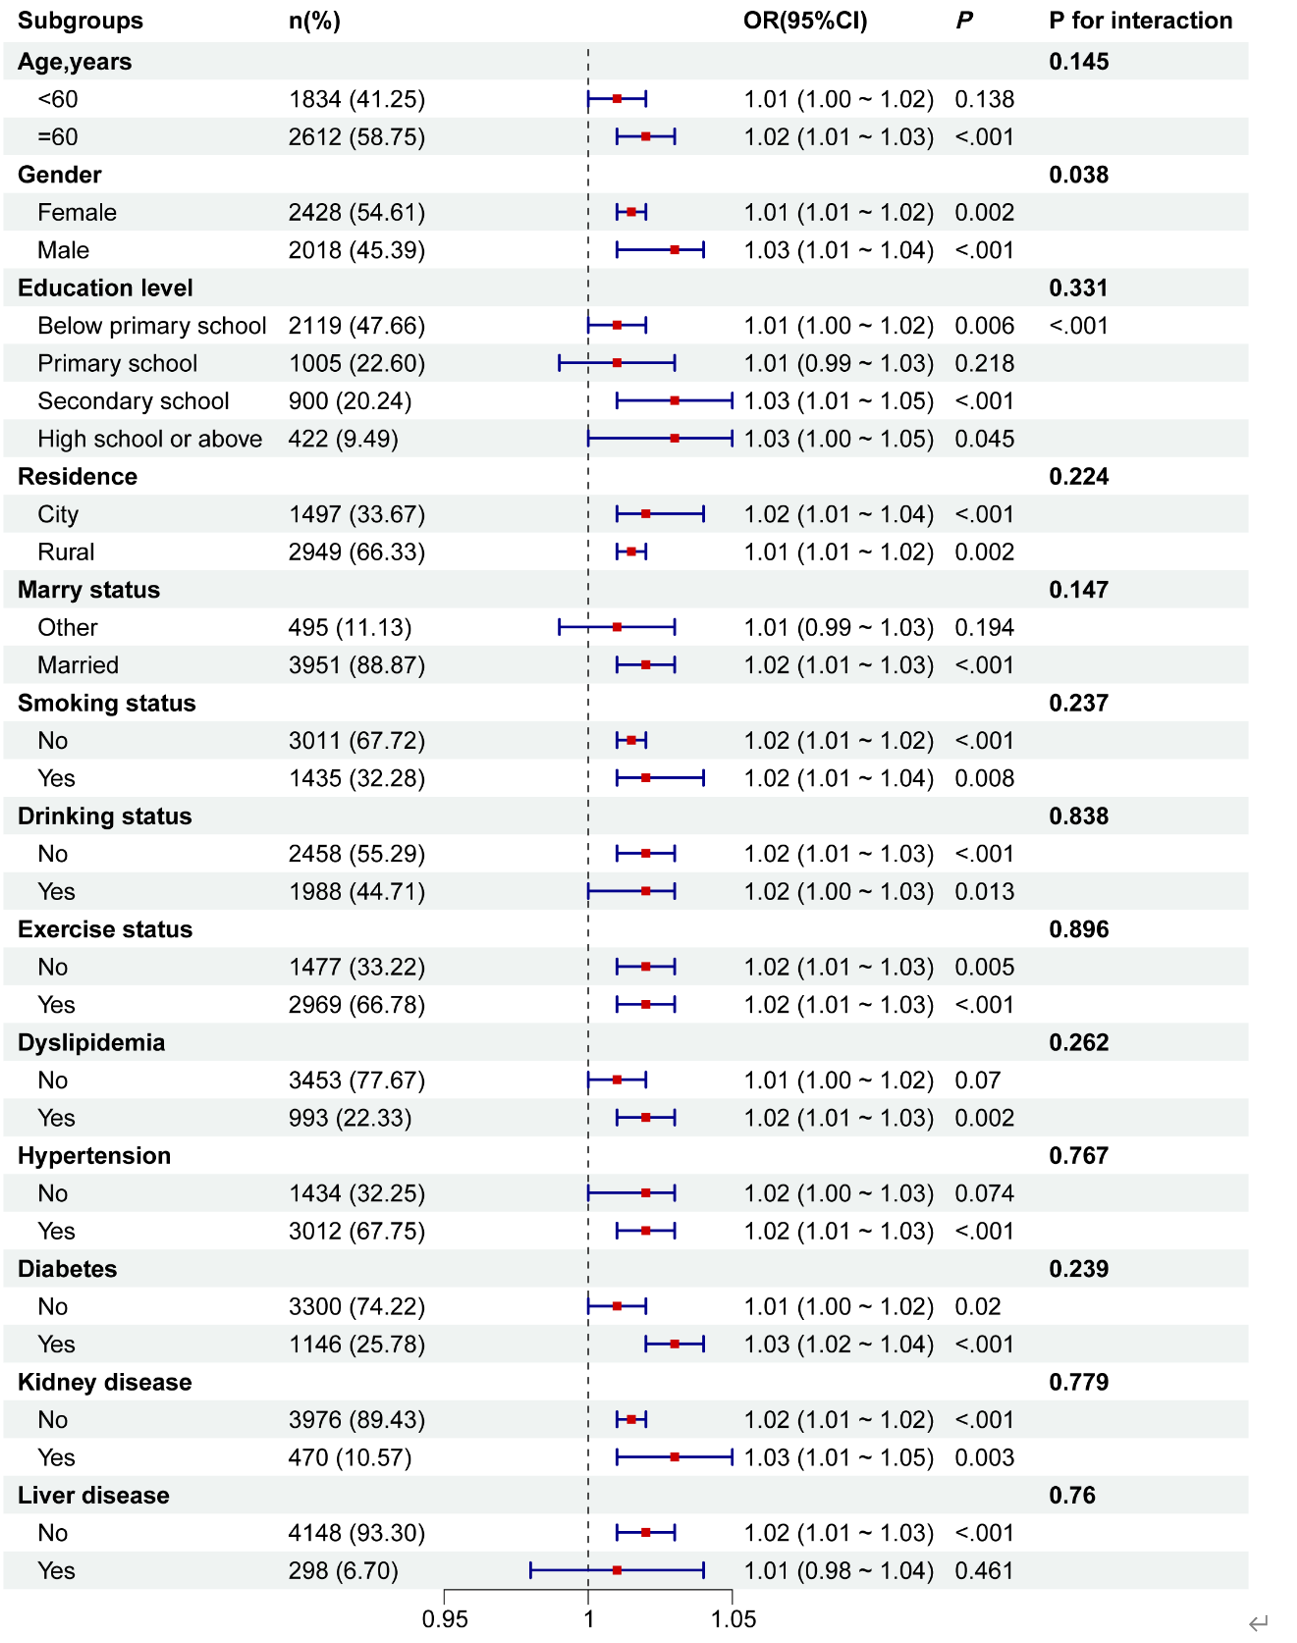 Subgroups n(%) OR(95%CI) P P for interaction
Age,years 0.145
<60 1834 (41.25) 1.01 (1.00 ~ 1.02) 0.138
=60 2612 (58.75) 1.02 (1.01 ~ 1.03) <.001
Gender 0.038
Female 2428 (54.61) 1.01 (1.01 ~ 1.02) 0.002
Male 2018 (45.39) 1.03 (1.01 ~ 1.04) <.001
Education level 0.331
Below primary school 2119 (47.66) 1.01 (1.00 ~ 1.02) 0.006 <.001
Primary school 1005 (22.60) 1.01 (0.99 ~ 1.03) 0.218
Secondary school 900 (20.24) 1.03 (1.01 ~ 1.05) <.001
High school or above 422 (9.49) 1.03 (1.00 ~ 1.05) 0.045
Residence 0.224
City 1497 (33.67) 1.02 (1.01 ~ 1.04) <.001
Rural 2949 (66.33) 1.01 (1.01 ~ 1.02) 0.002
Marry status 0.147
Other 495 (11.13) 1.01 (0.99 ~ 1.03) 0.194
Married 3951 (88.87) 1.02 (1.01 ~ 1.03) <.001
Smoking status 0.237
No 3011 (67.72) 1.02 (1.01 ~ 1.02) <.001
Yes 1435 (32.28) 1.02 (1.01 ~ 1.04) 0.008
Drinking status 0.838
No 2458 (55.29) 1.02 (1.01 ~ 1.03) <.001
Yes 1988 (44.71) 1.02 (1.00 ~ 1.03) 0.013
Exercise status 0.896
No 1477 (33.22) 1.02 (1.01 ~ 1.03) 0.005
Yes 2969 (66.78) 1.02 (1.01 ~ 1.03) <.001
Dyslipidemia 0.262
No 3453 (77.67) 1.01 (1.00 ~ 1.02) 0.07
Yes 993 (22.33) 1.02 (1.01 ~ 1.03) 0.002
Hypertension 0.767
No 1434 (32.25) 1.02 (1.00 ~ 1.03) 0.074
Yes 3012 (67.75) 1.02 (1.01 ~ 1.03) <.001
Diabetes 0.239
No 3300 (74.22) 1.01 (1.00 ~ 1.02) 0.02
Yes 1146 (25.78) 1.03 (1.02 ~ 1.04) <.001
Kidney disease 0.779
No 3976 (89.43) 1.02 (1.01 ~ 1.02) <.001
Yes 470 (10.57) 1.03 (1.01 ~ 1.05) 0.003
Liver disease 0.76
No 4148 (93.30) 1.02 (1.01 ~ 1.03) <.001
Yes 298 (6.70) 1.01 (0.98 ~ 1.04) 0.461
0.95 1 1.05